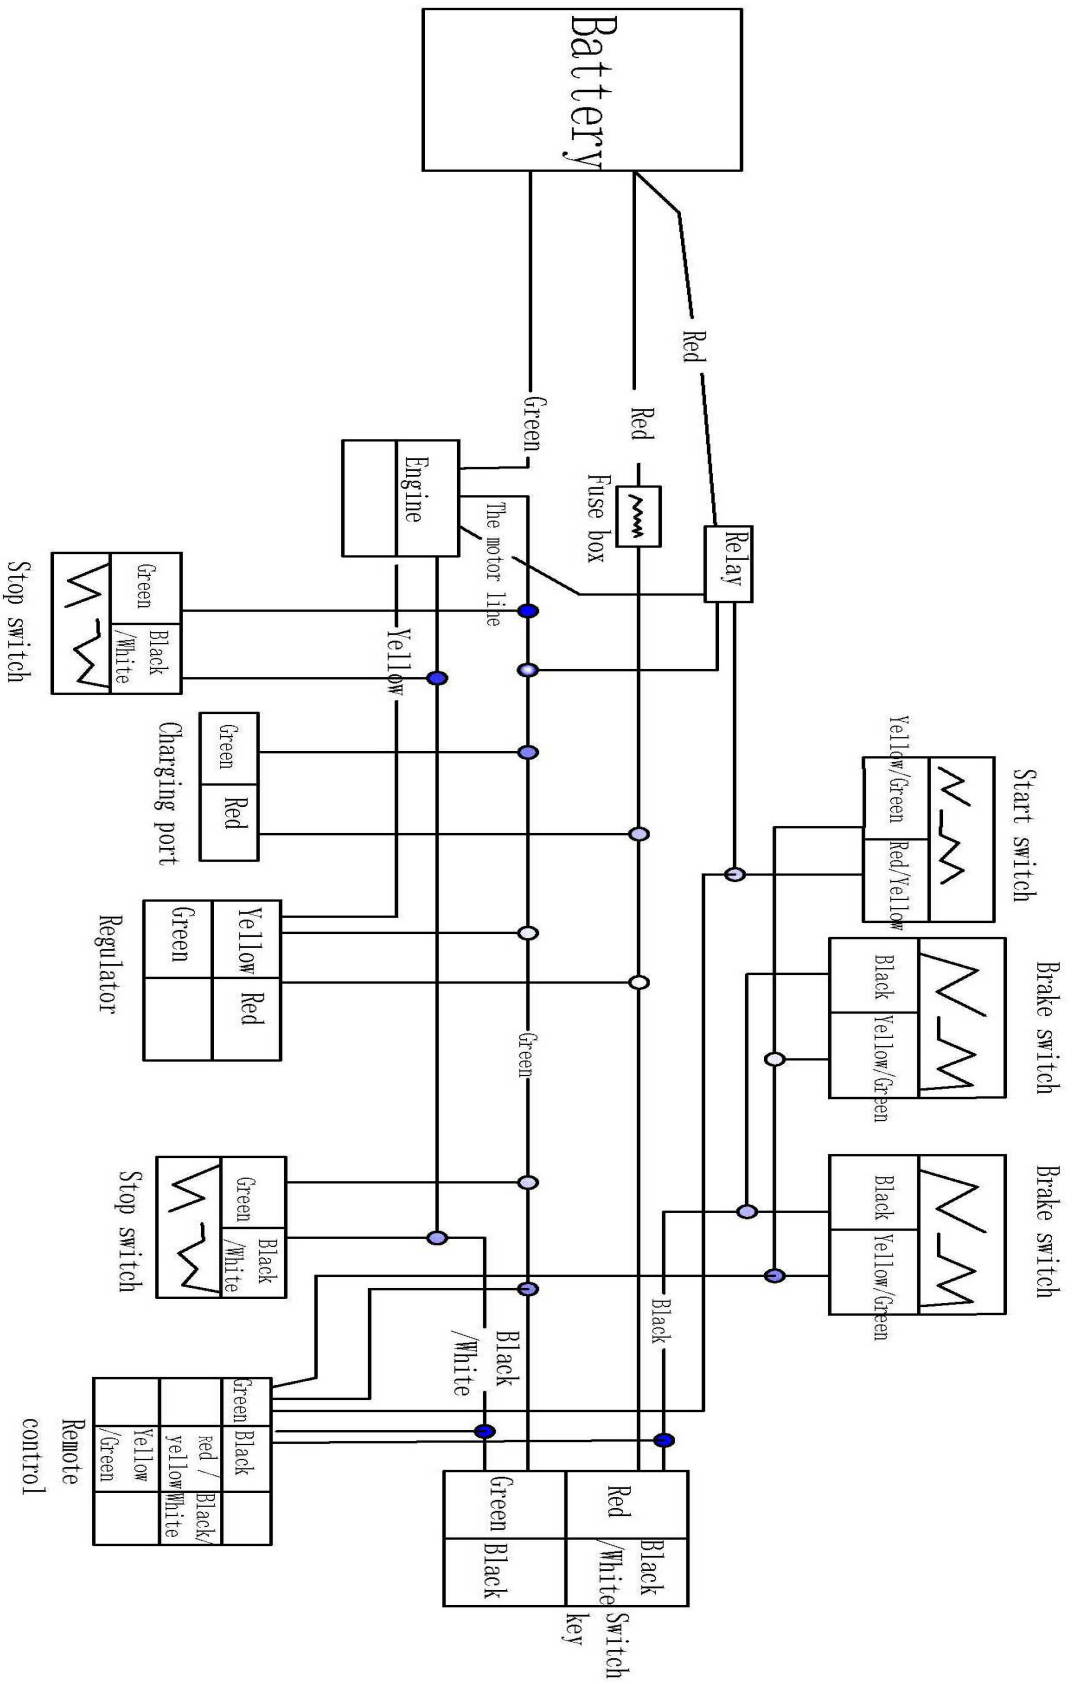 Battery
Red
Red
Green
Relay
Fuse box
Engine
The motor line
Yellow
Green
Black
/White
Stop switch
Green
Red
Charging port
Yellow
Red
Green
Regulator
Green
Start switch
Yellow/Green
Red/Yellow
Brake switch
Black
Yellow/Green
Brake switch
Black
Yellow/Green
Green
Black
/White
Stop switch
Black
Black
/White
Green
Black
Red /
yellow
Black/
White
Yellow
/Green
Remote
control
Red
Black
/White
Green
Black
Switch
key